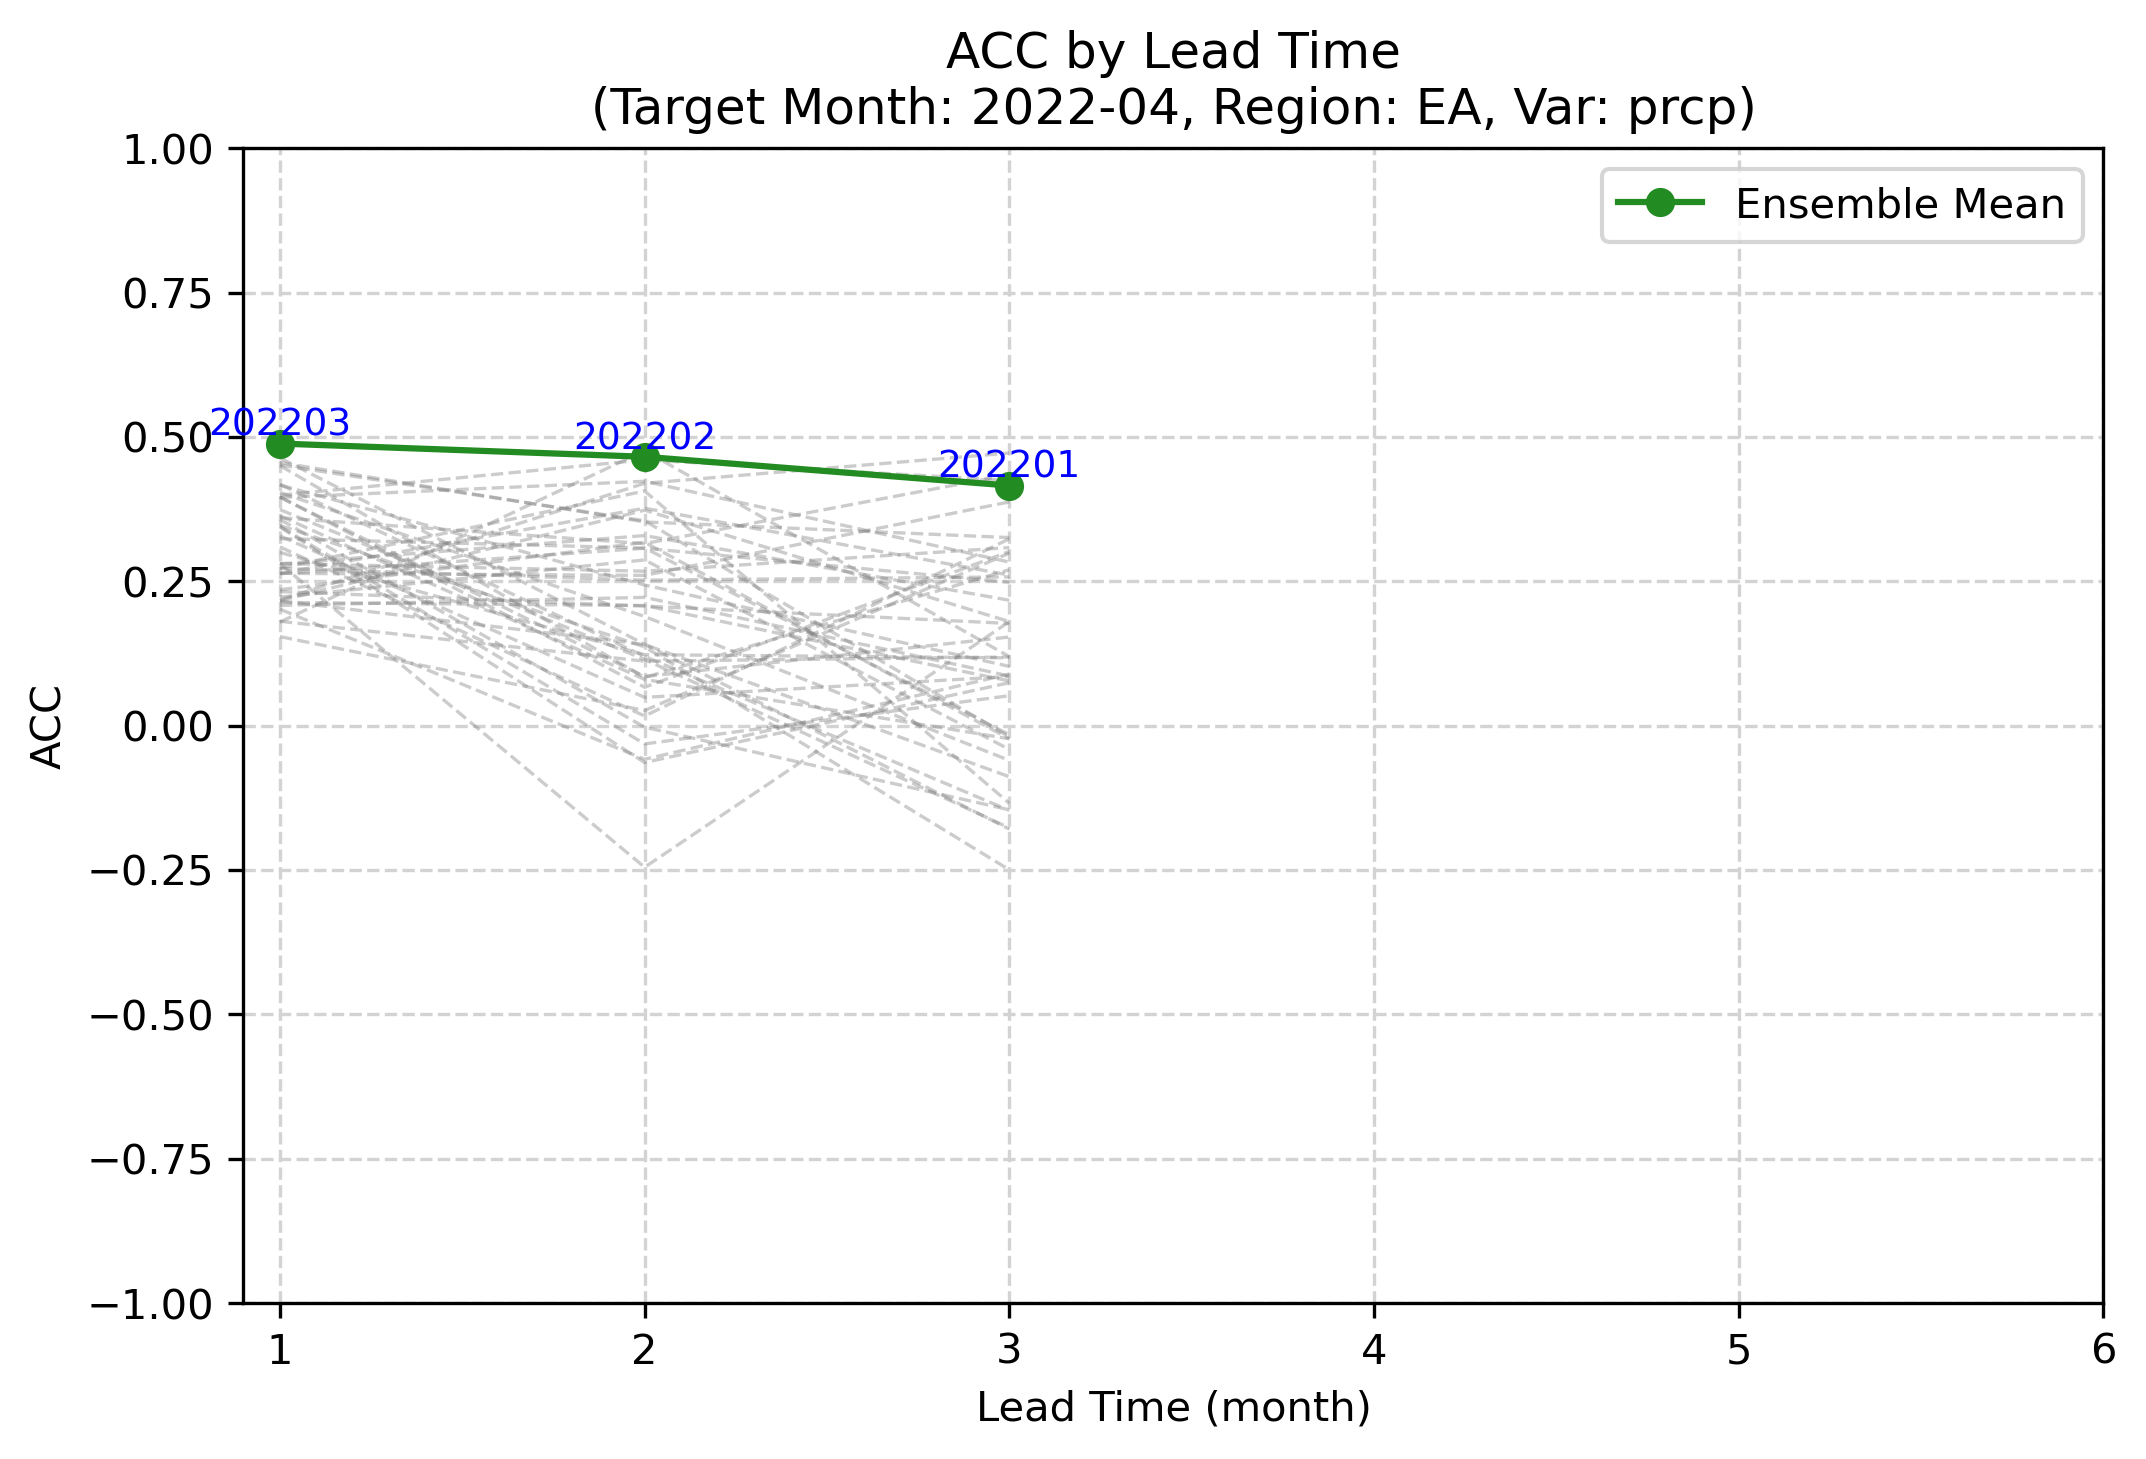 ACC by Lead Time
(Target Month: 2022-04, Region: EA, Var: prcp)
Ensemble Mean
1.00
0.75
0.50
0.25
0.00
−0.25
−0.50
−0.75
−1.00
ACC
202203
202202
202201
1 2 3 4 5 6
Lead Time (month)